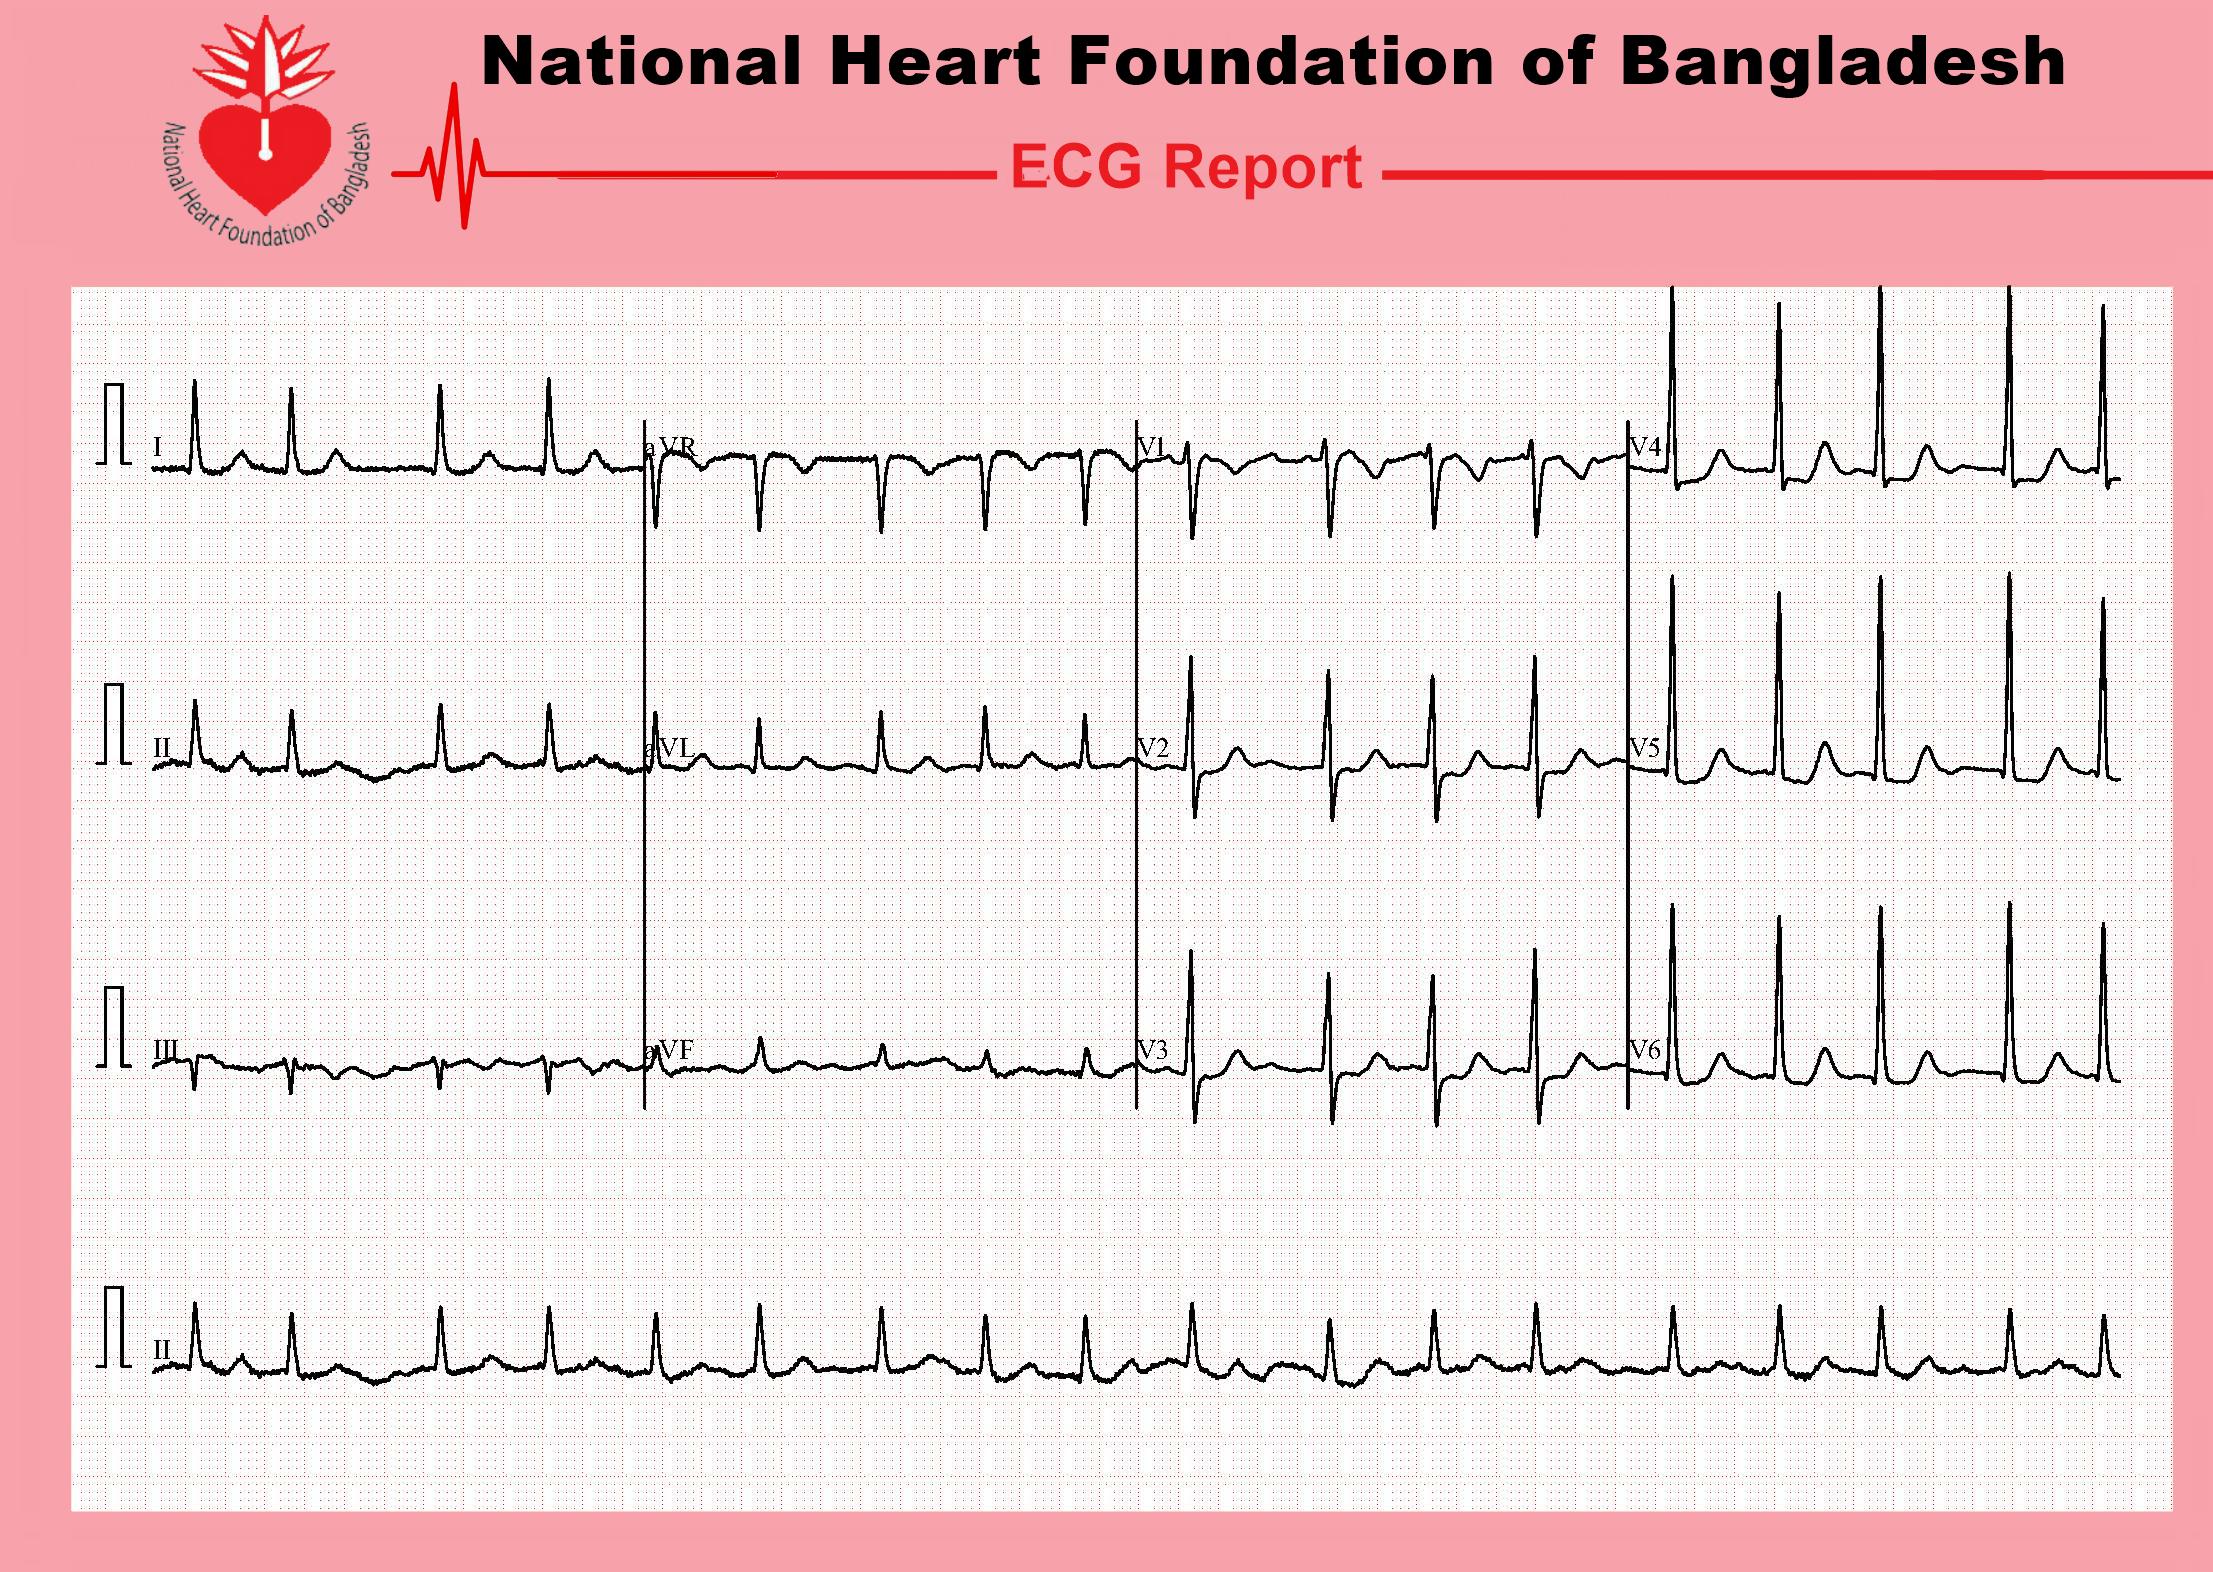 National Heart Foundation of Bangladesh
National Heart Foundation of Bangladesh
ECG Report
I
aVR
V1
V4
II
aVL
V2
V5
III
aVF
V3
V6
II